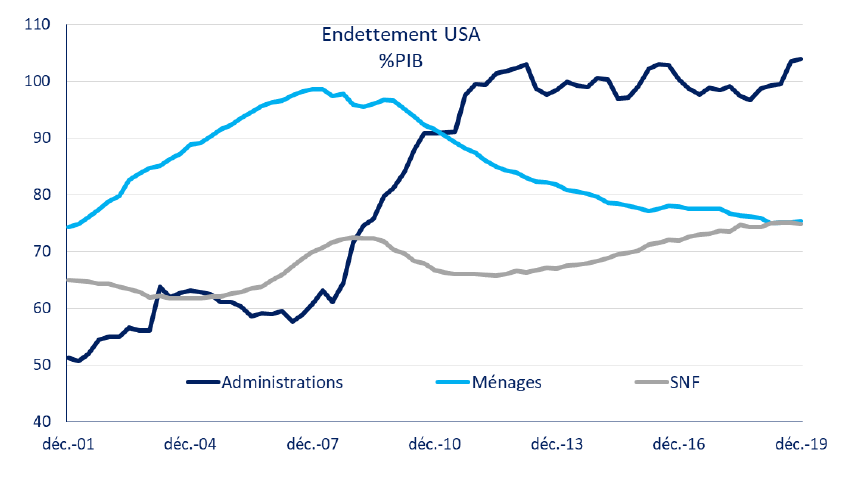 Endettement USA
%PIB
110
100
90
80
70
60
50
40
Administrations
Ménages
SNF
déc.-01
déc.-04
déc.-07
déc.-10
déc.-13
déc.-16
déc.-19